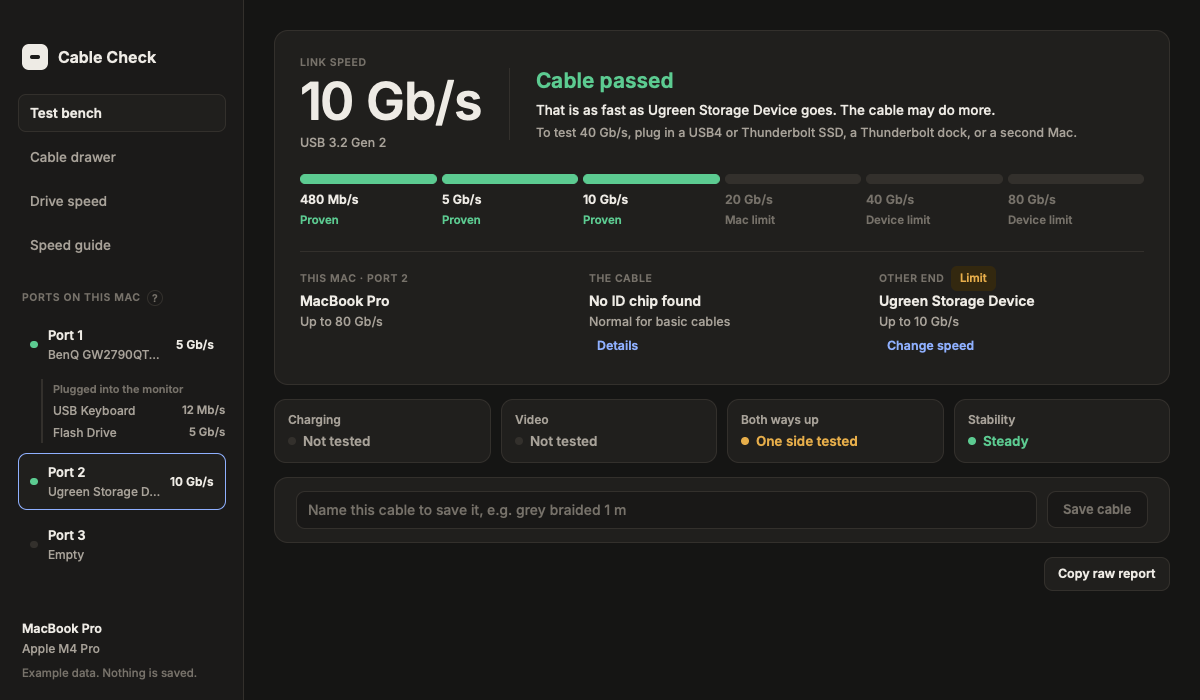 Cable Check
Test bench
Cable drawer
Drive speed
Speed guide
PORTS ON THIS MAC ?
Port 1
BenQ GW2790QT...
5 Gb/s
Plugged into the monitor
USB Keyboard 12 Mb/s
Flash Drive 5 Gb/s
Port 2
Ugreen Storage D...
10 Gb/s
Port 3
Empty
MacBook Pro
Apple M4 Pro
Example data. Nothing is saved.
LINK SPEED
10 Gb/s
USB 3.2 Gen 2
Cable passed
That is as fast as Ugreen Storage Device goes. The cable may do more.
To test 40 Gb/s, plug in a USB4 or Thunderbolt SSD, a Thunderbolt dock, or a second Mac.
480 Mb/s
Proven
5 Gb/s
Proven
10 Gb/s
Proven
20 Gb/s
Mac limit
40 Gb/s
Device limit
80 Gb/s
Device limit
THIS MAC · PORT 2
MacBook Pro
Up to 80 Gb/s
THE CABLE
No ID chip found
Normal for basic cables
Details
OTHER END Limit
Ugreen Storage Device
Up to 10 Gb/s
Change speed
Charging
Not tested
Video
Not tested
Both ways up
One side tested
Stability
Steady
Name this cable to save it, e.g. grey braided 1 m
Save cable
Copy raw report